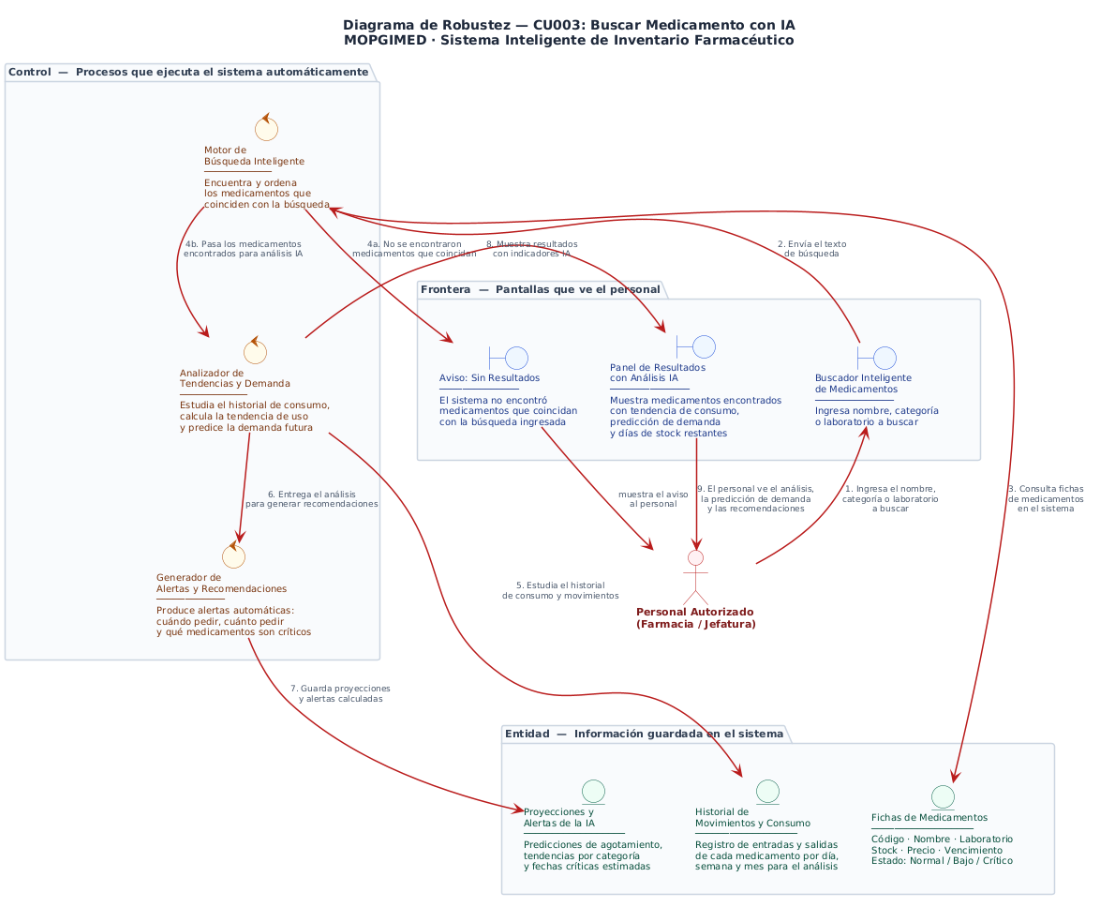 Diagrama de Robustez — CU003: Buscar Medicamento con IA
MOPGIMED · Sistema Inteligente de Inventario Farmacéutico
Control — Procesos que ejecuta el sistema automáticamente
Motor de
Búsqueda Inteligente
Encuentra y ordena
los medicamentos que
coinciden con la búsqueda
4b. Pasa los medicamentos
encontrados para análisis IA
4a. No se encontraron
medicamentos que coincidan
8. Muestra resultados
con indicadores IA
2. Envía el texto
de búsqueda
Frontera — Pantallas que ve el personal
Analizador de
Tendencias y Demanda
Estudia el historial de consumo,
calcula la tendencia de uso
y predice la demanda futura
Aviso: Sin Resultados
El sistema no encontró
medicamentos que coincidan
con la búsqueda ingresada
Panel de Resultados
con Análisis IA
Muestra medicamentos encontrados
con tendencia de consumo,
predicción de demanda
y días de stock restantes
Buscador Inteligente
de Medicamentos
Ingresa nombre, categoría
o laboratorio a buscar
6. Entrega el análisis
para generar recomendaciones
muestra el aviso
al personal
9. El personal ve el análisis,
la predicción de demanda
y las recomendaciones
1. Ingresa el nombre,
categoría o laboratorio
a buscar
3. Consulta fichas
de medicamentos
en el sistema
Generador de
Alertas y Recomendaciones
Produce alertas automáticas:
cuándo pedir, cuánto pedir
y qué medicamentos son críticos
5. Estudia el historial
de consumo y movimientos
Personal Autorizado
(Farmacia / Jefatura)
7. Guarda proyecciones
y alertas calculadas
Entidad — Información guardada en el sistema
Proyecciones y
Alertas de la IA
Predicciones de agotamiento,
tendencias por categoría
y fechas críticas estimadas
Historial de
Movimientos y Consumo
Registro de entradas y salidas
de cada medicamento por día,
semana y mes para el análisis
Fichas de Medicamentos
Código · Nombre · Laboratorio
Stock · Precio · Vencimiento
Estado: Normal / Bajo / Crítico